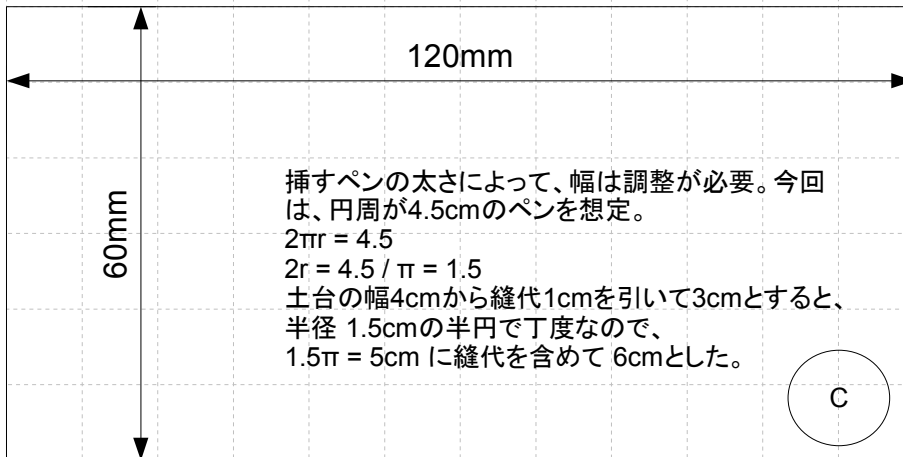 120mm
60mm
挿すペンの太さによって、幅は調整が必要。今回
は、円周が4.5cmのペンを想定。
2πr = 4.5
2r = 4.5 / π = 1.5
土台の幅4cmから縫代1cmを引いて3cmとすると、
半径 1.5cmの半円で丁度なので、
1.5π = 5cm に縫代を含めて 6cmとした。
C